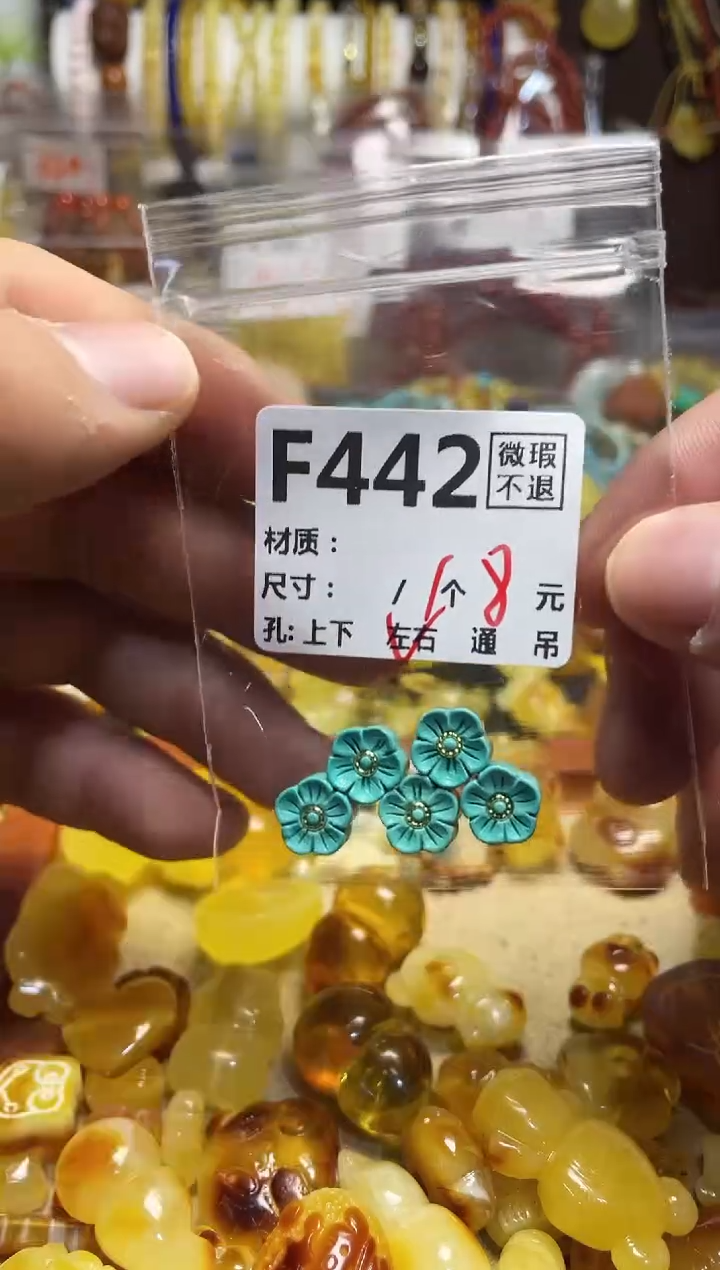 F442 微瑕
不退
材质：
尺寸： / 1个 8 元
孔: 上下 左右 通 吊